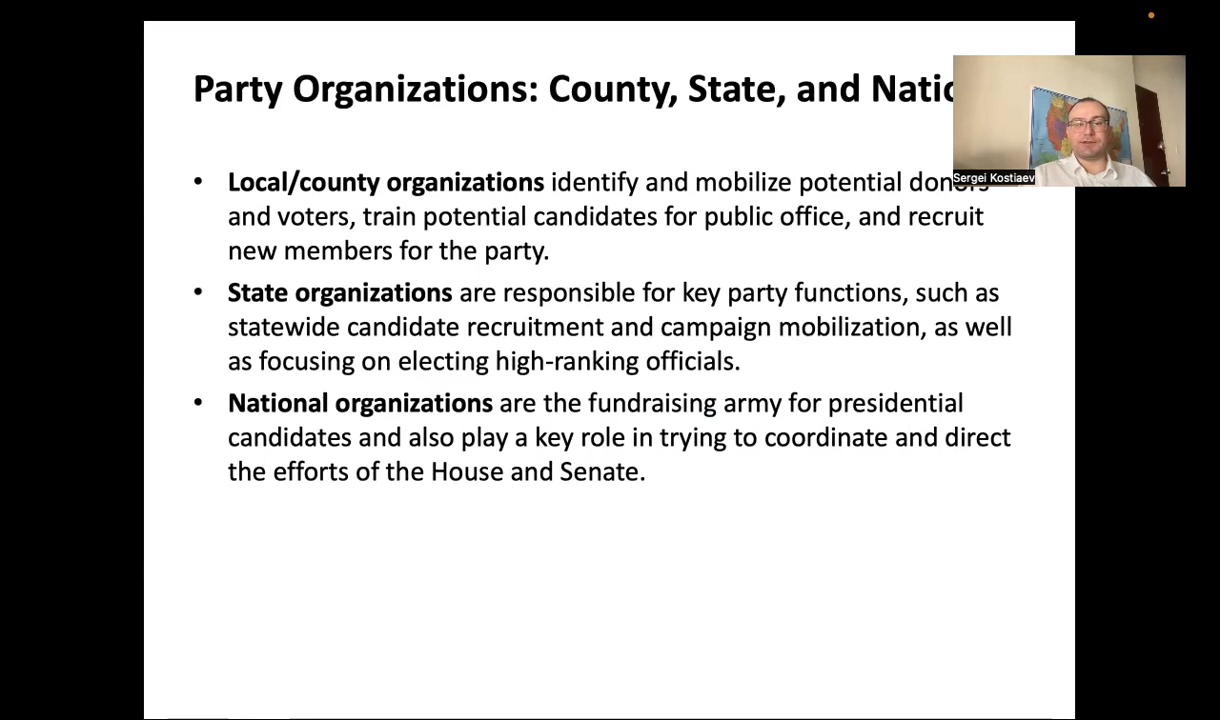 Party Organizations: County, State, and
Sergei Kostiaev
• Local/county organizations identify and mobilize potential donors
and voters, train potential candidates for public office, and recruit
new members for the party.
• State organizations are responsible for key party functions, such as
statewide candidate recruitment and campaign mobilization, as well
as focusing on electing high-ranking officials.
• National organizations are the fundraising army for presidential
candidates and also play a key role in trying to coordinate and direct
the efforts of the House and Senate.